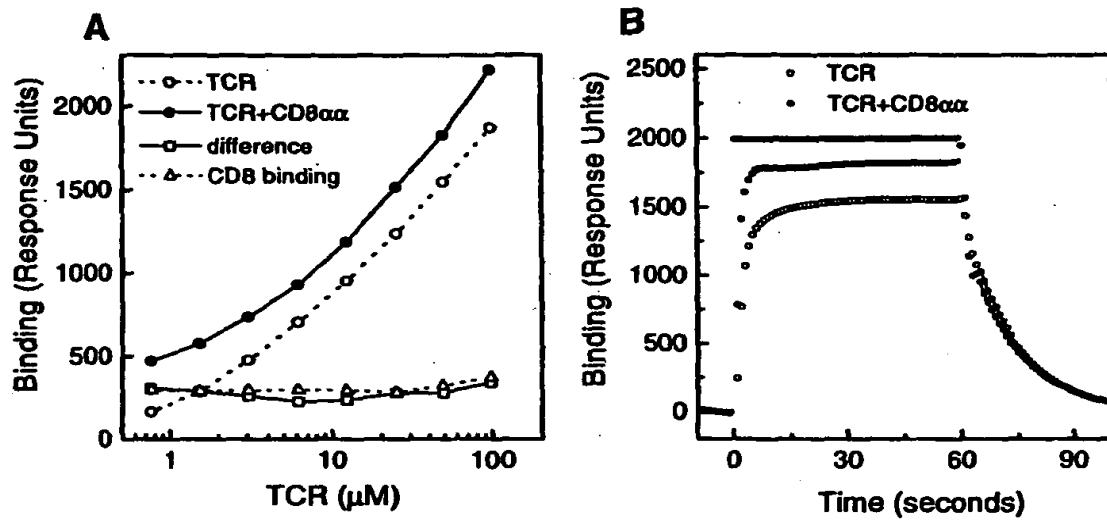 A
Binding (Response Units)
2000
1500
1000
500
0
TCR
TCR+CD8αα
difference
CD8 binding
1
10
100
TCR (μM)
B
Binding (Response Units)
2500
2000
1500
1000
500
0
TCR
TCR+CD8αα
0
30
60
90
Time (seconds)